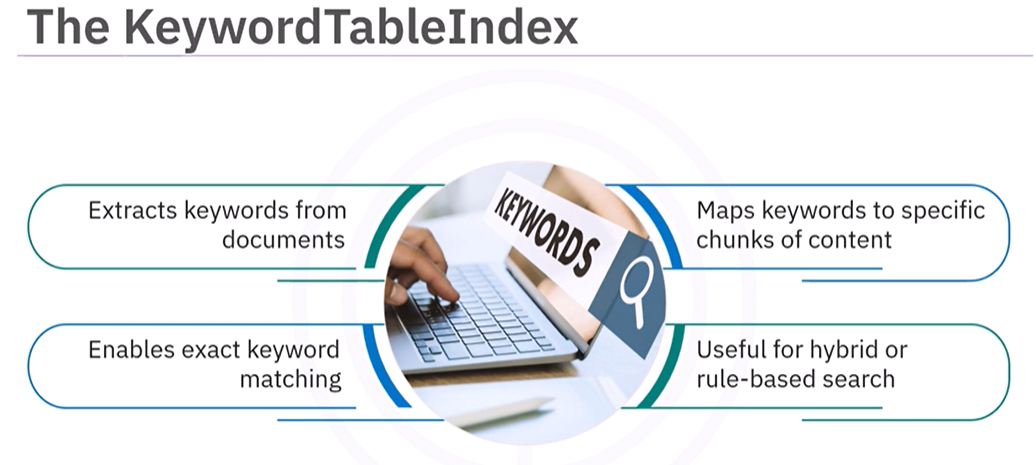 The KeywordTableIndex
Extracts keywords from
documents
Maps keywords to specific
chunks of content
KEYWORDS
Enables exact keyword
matching
Useful for hybrid or
rule-based search